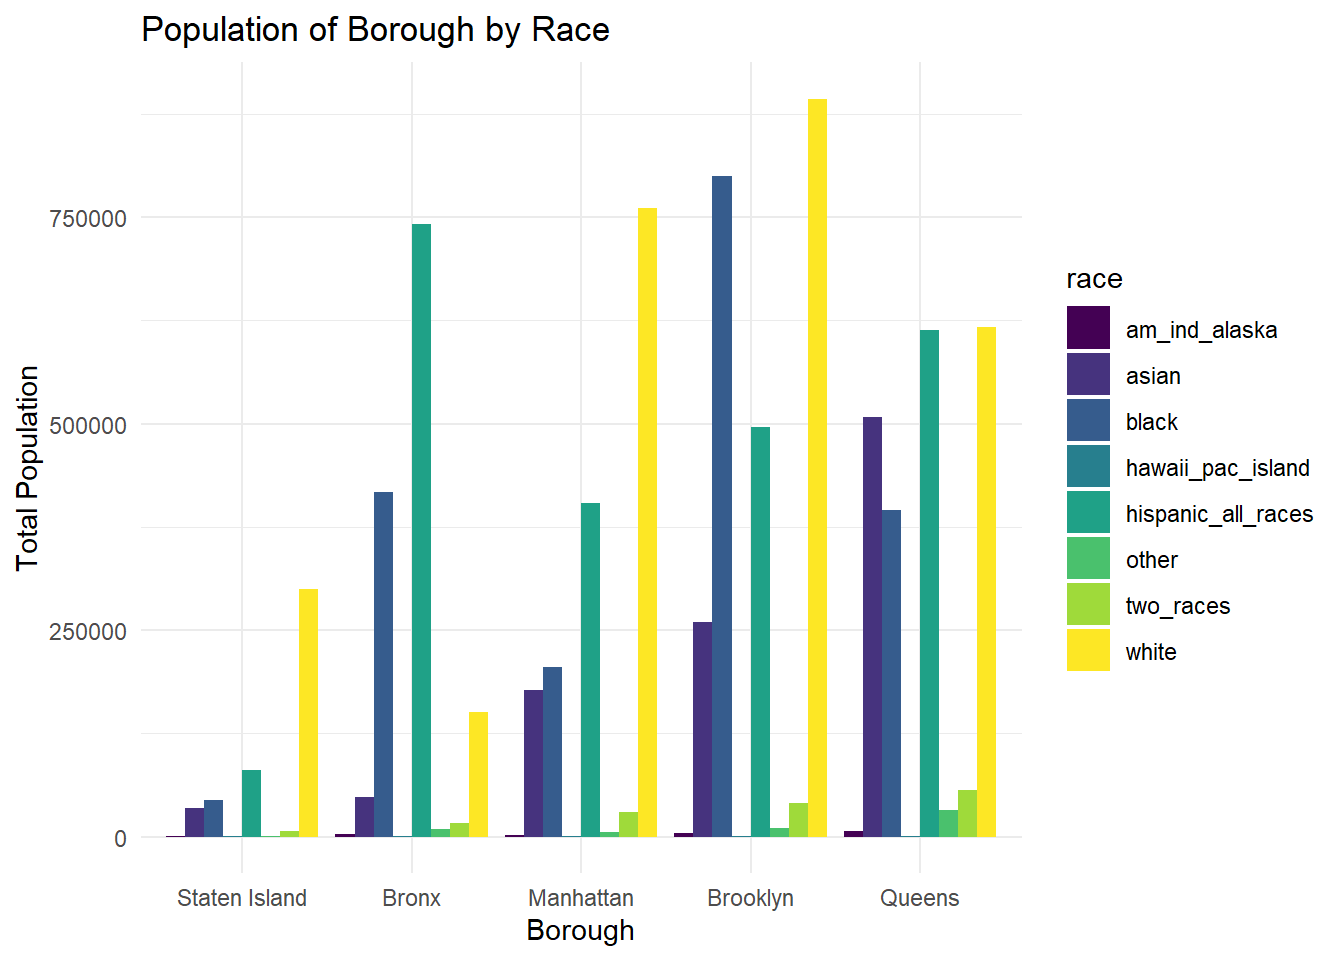 Population of Borough by Race
Total Population
750000
500000
250000
0
Staten Island
Bronx
Manhattan
Brooklyn
Queens
Borough
race
am_ind_alaska
asian
black
hawaii_pac_island
hispanic_all_races
other
two_races
white